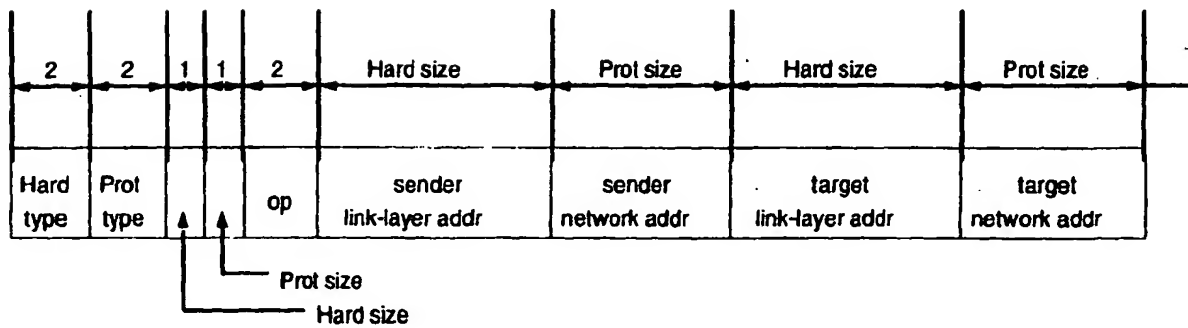 2 2 1 1 2 Hard size Prot size Hard size Prot size
Hard type
Prot type
op
sender link-layer addr
sender network addr
target link-layer addr
target network addr
Prot size
Hard size